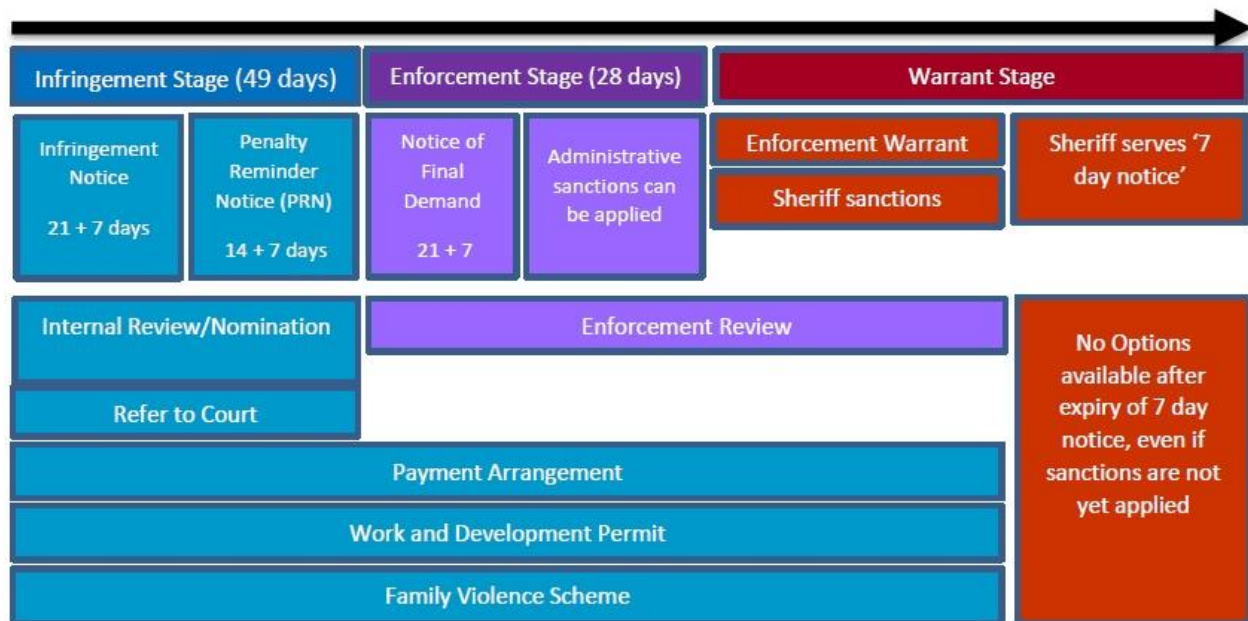 Infringement Stage (49 days)
Enforcement Stage (28 days)
Warrant Stage
Infringement
Notice
21 + 7 days
Penalty
Reminder
Notice (PRN)
14 + 7 days
Notice of
Final
Demand
21 + 7
Administrative
sanctions can
be applied
Enforcement Warrant
Sheriff sanctions
Sheriff serves ‘7
day notice’
Internal Review/Nomination
Enforcement Review
Refer to Court
Payment Arrangement
Work and Development Permit
Family Violence Scheme
No Options
available after
expiry of 7 day
notice, even if
sanctions are not
yet applied